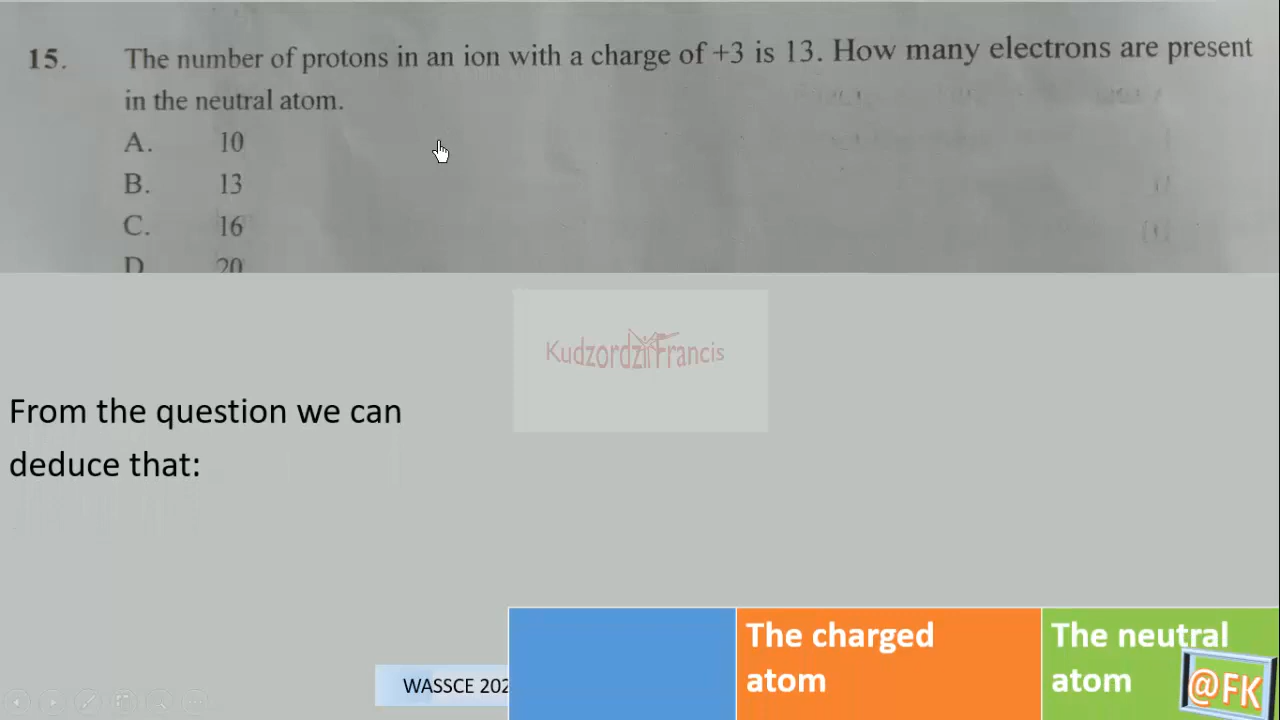 15. The number of protons in an ion with a charge of +3 is 13. How many electrons are present
in the neutral atom.
A. 10
B. 13
C. 16
D 20
Kudzordzi Francis
From the question we can
deduce that:
WASSCE 202
The charged
atom
The neutral
atom
@FK